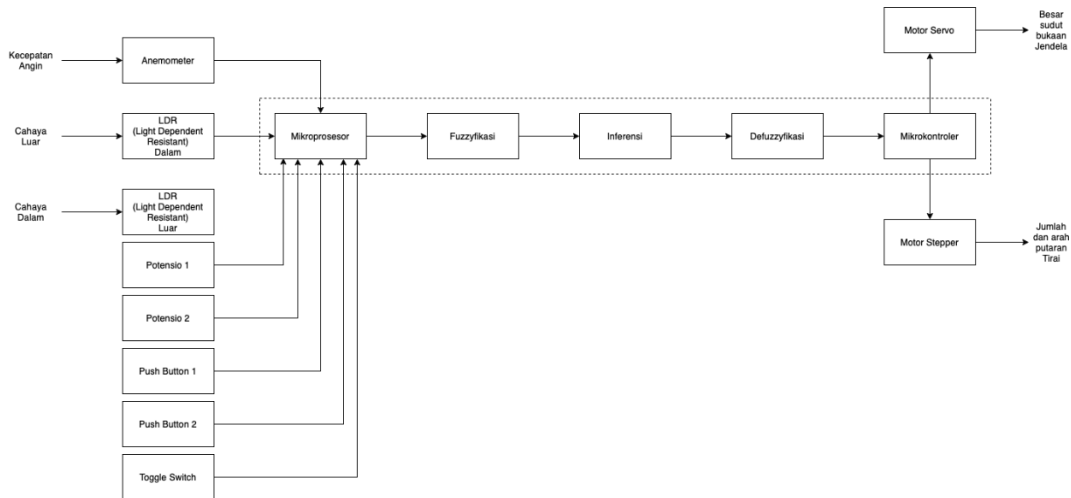 Motor Servo
Besar
sudut
bukaan
Jendela
Kecepatan
Angin
Anemometer
Cahaya
Luar
LDR
(Light Dependent
Resistant)
Dalam
Mikroprosesor
Fuzzyfikasi
Inferensi
Defuzzyfikasi
Mikrokontroler
Cahaya
Dalam
LDR
(Light Dependent
Resistant)
Luar
Motor Stepper
Jumlah
dan arah
putaran
Tirai
Potensio 1
Potensio 2
Push Button 1
Push Button 2
Toggle Switch